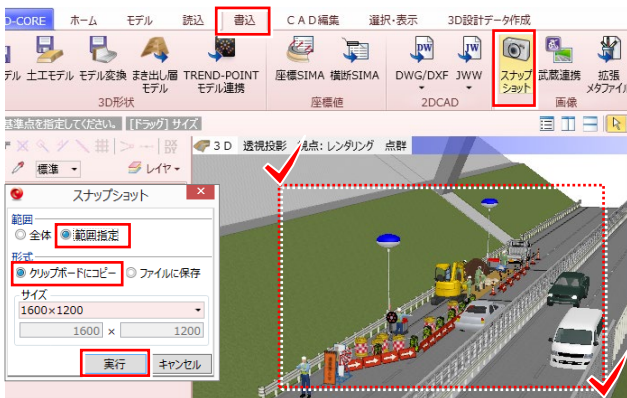 D-CORE ホーム モデル 読込 書込 CAD編集 選択・表示 3D設計データ作成
デル 土工モデル モデル変換 まき出し層モデル TREND-POINTモデル連携 座標SIMA 横断SIMA DWG/DXF JWW スナップショット 武蔵連携 拡張メタファイル
3D形状 座標値 2DCAD 画像
基準点を指定してください。 [ドラッグ] サイズ
標準 レイヤ
3D 透視投影 視点:レンダリング 点群
スナップショット
範囲
全体 範囲指定
形式
クリップボードにコピー ファイルに保存
サイズ
1600×1200
1600 × 1200
実行 キャンセル